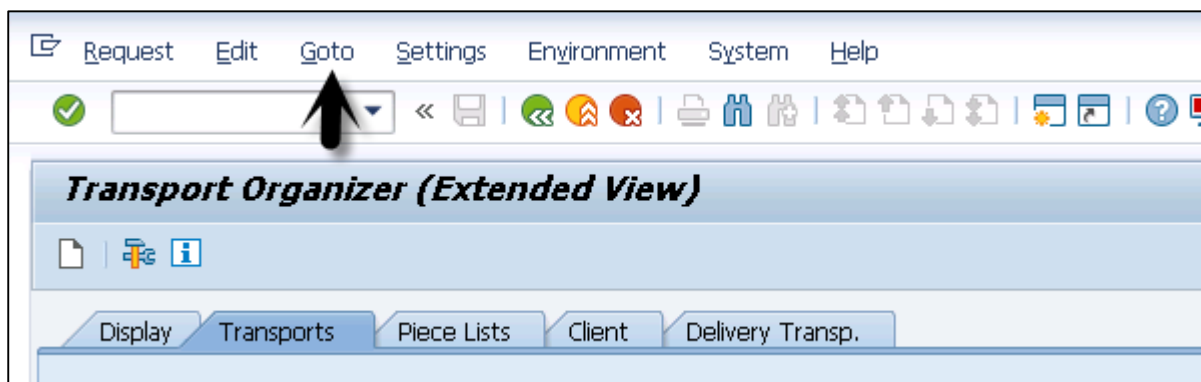 Request Edit Goto Settings Environment System Help
Transport Organizer (Extended View)
Display Transports Piece Lists Client Delivery Transp.